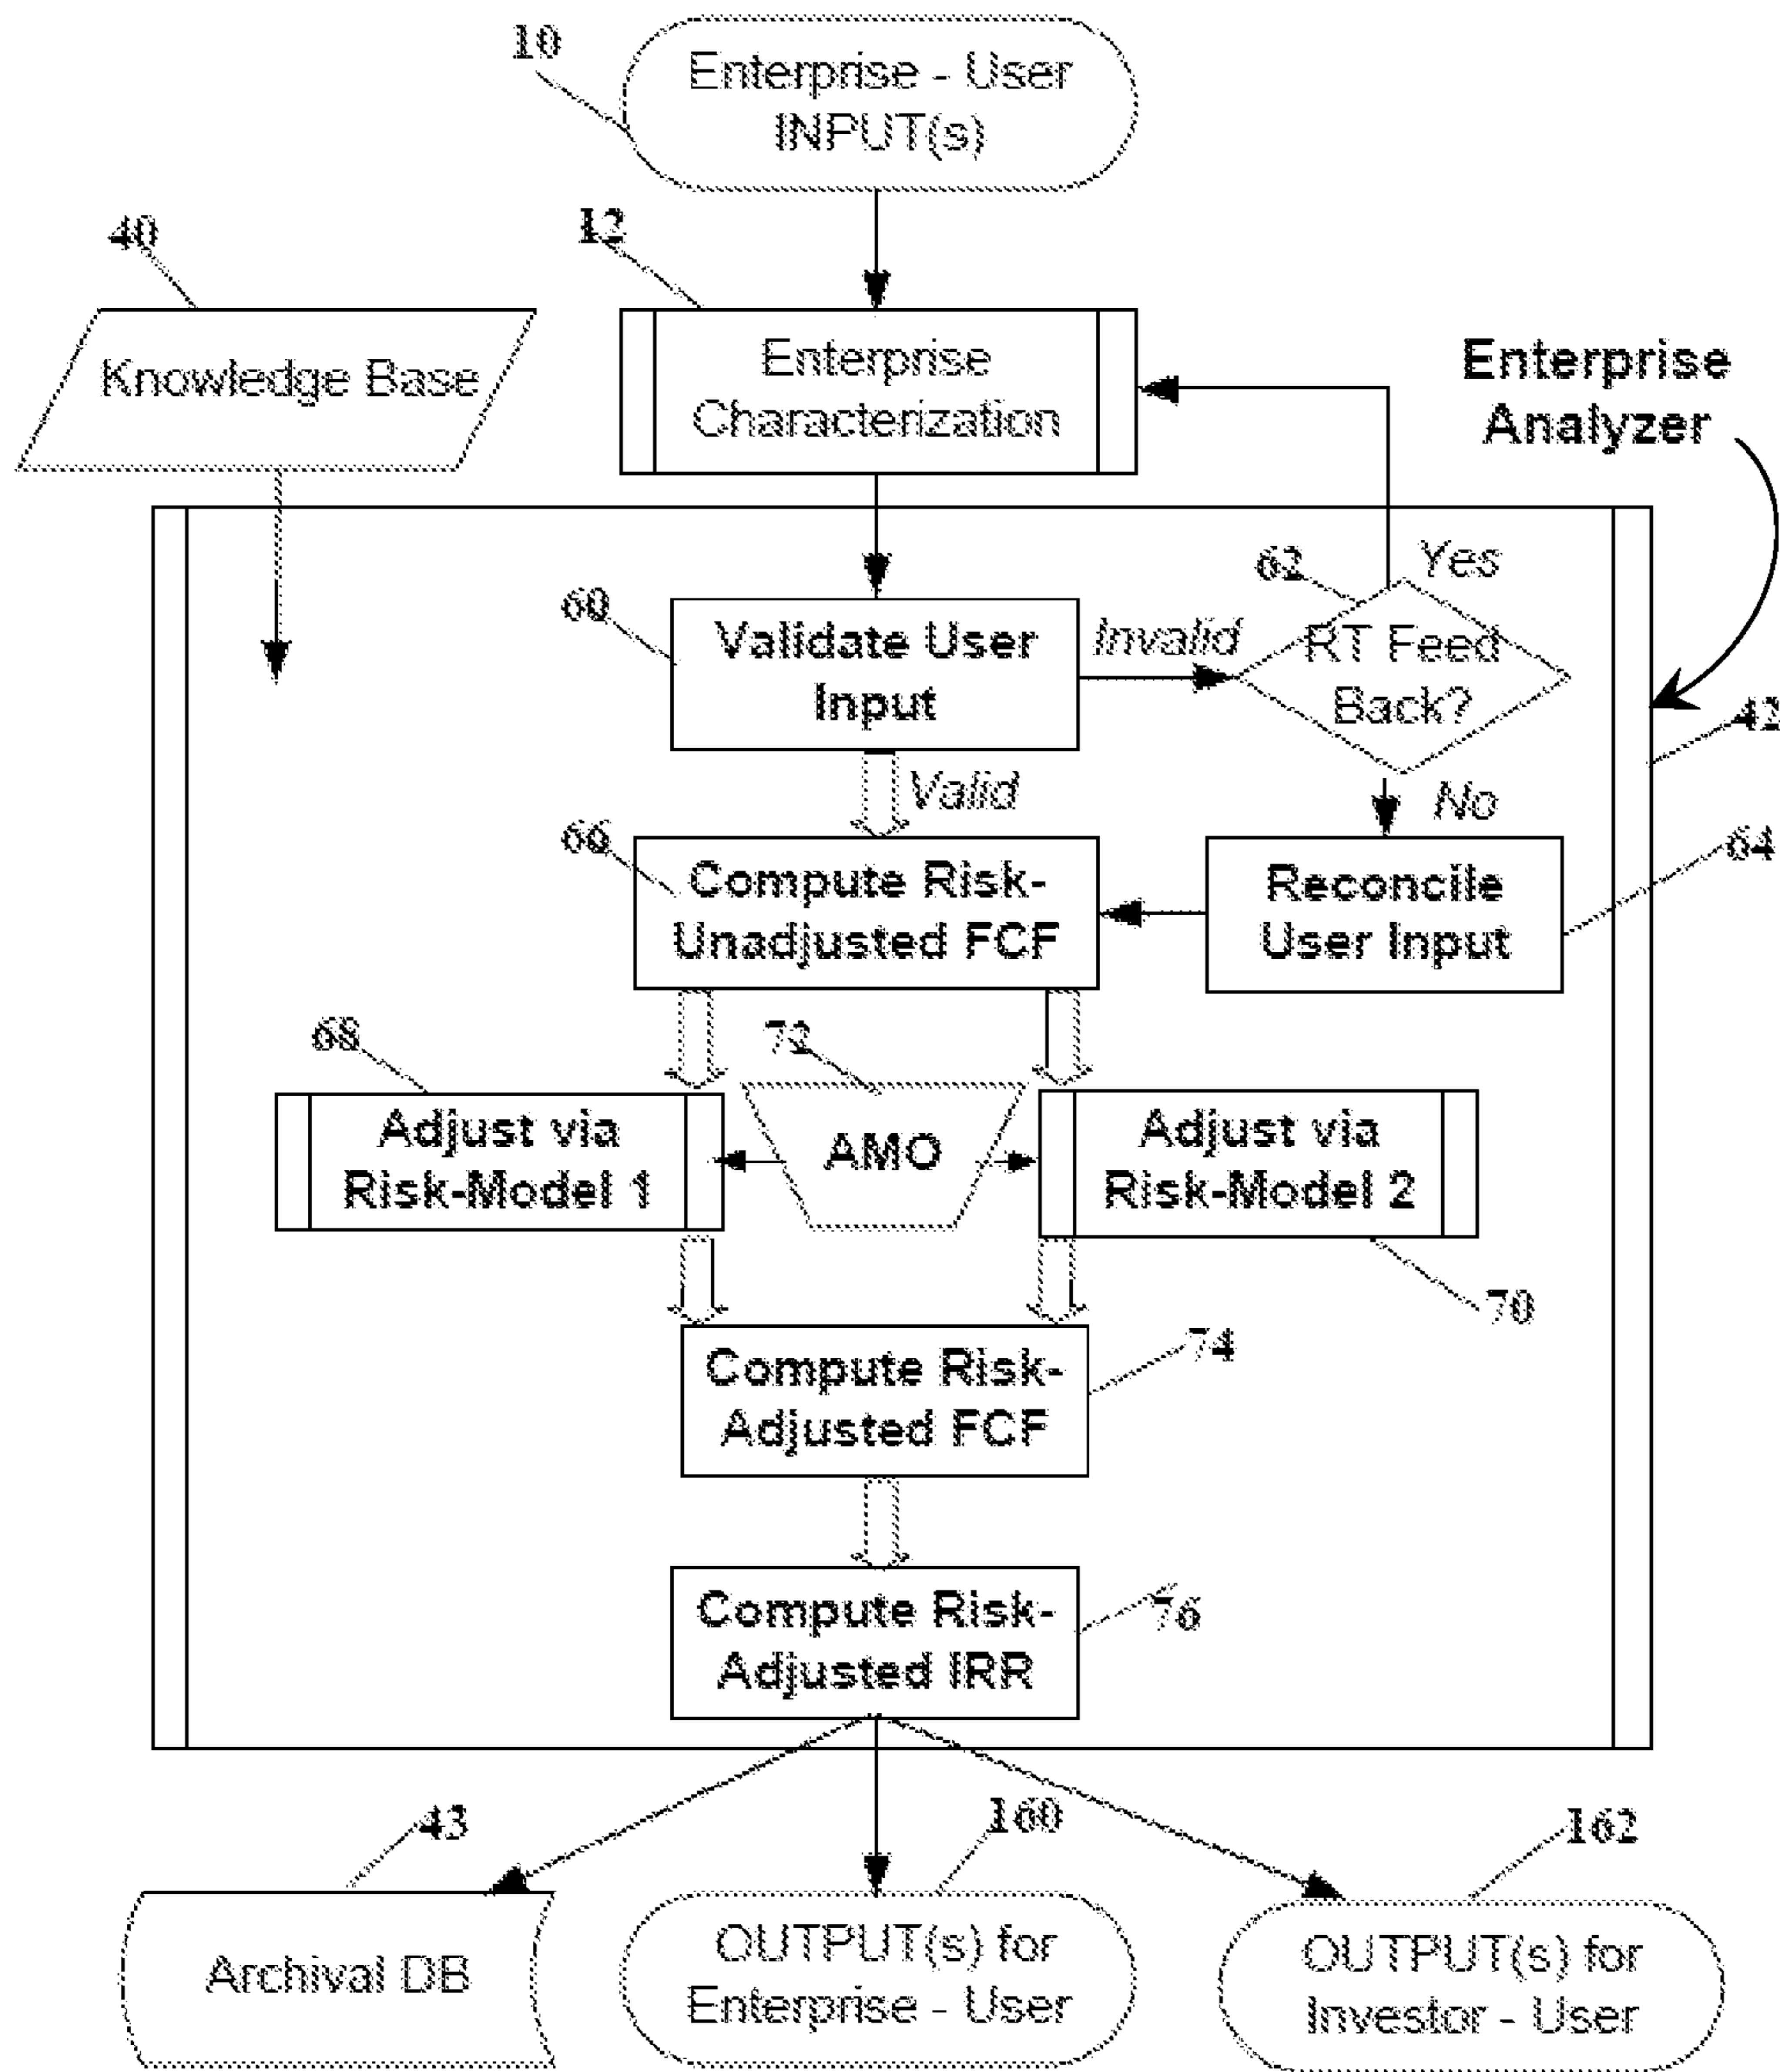 10
Enterprise - User
INPUT(s)
40
12
Knowledge Base
Enterprise
Characterization
Enterprise
Analyzer
60
Validate User
Input
Invalid
62
Yes
RT Feed
Back?
42
Valid
No
66
Compute Risk-
Unadjusted FCF
Reconcile
User Input
64
68
72
Adjust via
Risk-Model 1
AMO
Adjust via
Risk-Model 2
70
Compute Risk-
Adjusted FCF
74
Compute Risk-
Adjusted IRR
76
43
160
162
Archival DB
OUTPUT(s) for
Enterprise - User
OUTPUT(s) for
Investor - User